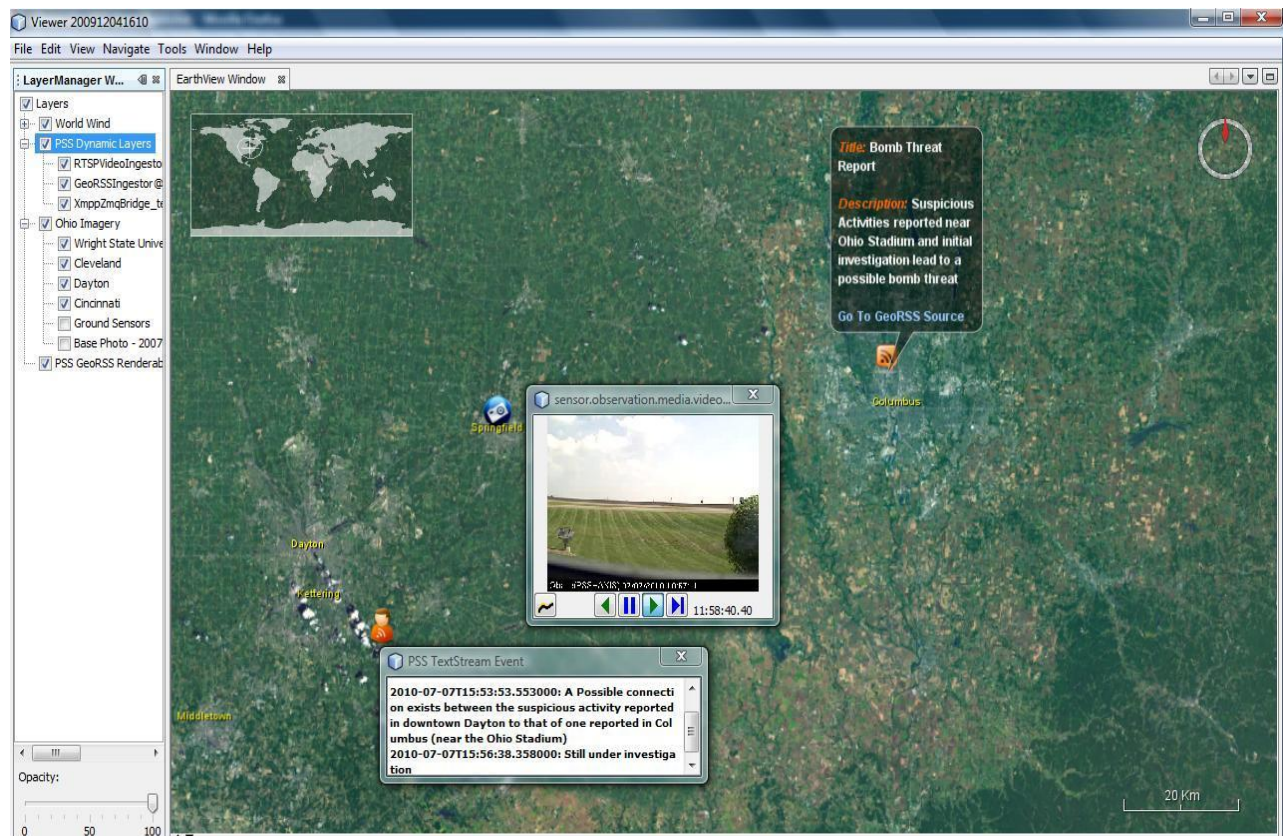 Viewer 200912041610
File Edit View Navigate Tools Window Help
LayerManager W...
EarthView Window
Layers
World Wind
PSS Dynamic Layers
RTSPVideoIngesto
GeoRSSIngestor@
XmppZmqBridge_te
Ohio Imagery
Wright State Unive
Cleveland
Dayton
Cincinnati
Ground Sensors
Base Photo - 2007
PSS GeoRSS Renderab
Opacity:
0 50 100
Title: Bomb Threat
Report
Description: Suspicious
Activities reported near
Ohio Stadium and initial
investigation lead to a
possible bomb threat
Go To GeoRSS Source
Columbus
Springfield
sensor.observation.media.video...
11:58:40.40
Dayton
Kettering
Middletown
PSS TextStream Event
2010-07-07T15:53:53.553000: A Possible connecti
on exists between the suspicious activity reported
in downtown Dayton to that of one reported in Col
umbus (near the Ohio Stadium)
2010-07-07T15:56:38.358000: Still under investiga
tion
20 Km